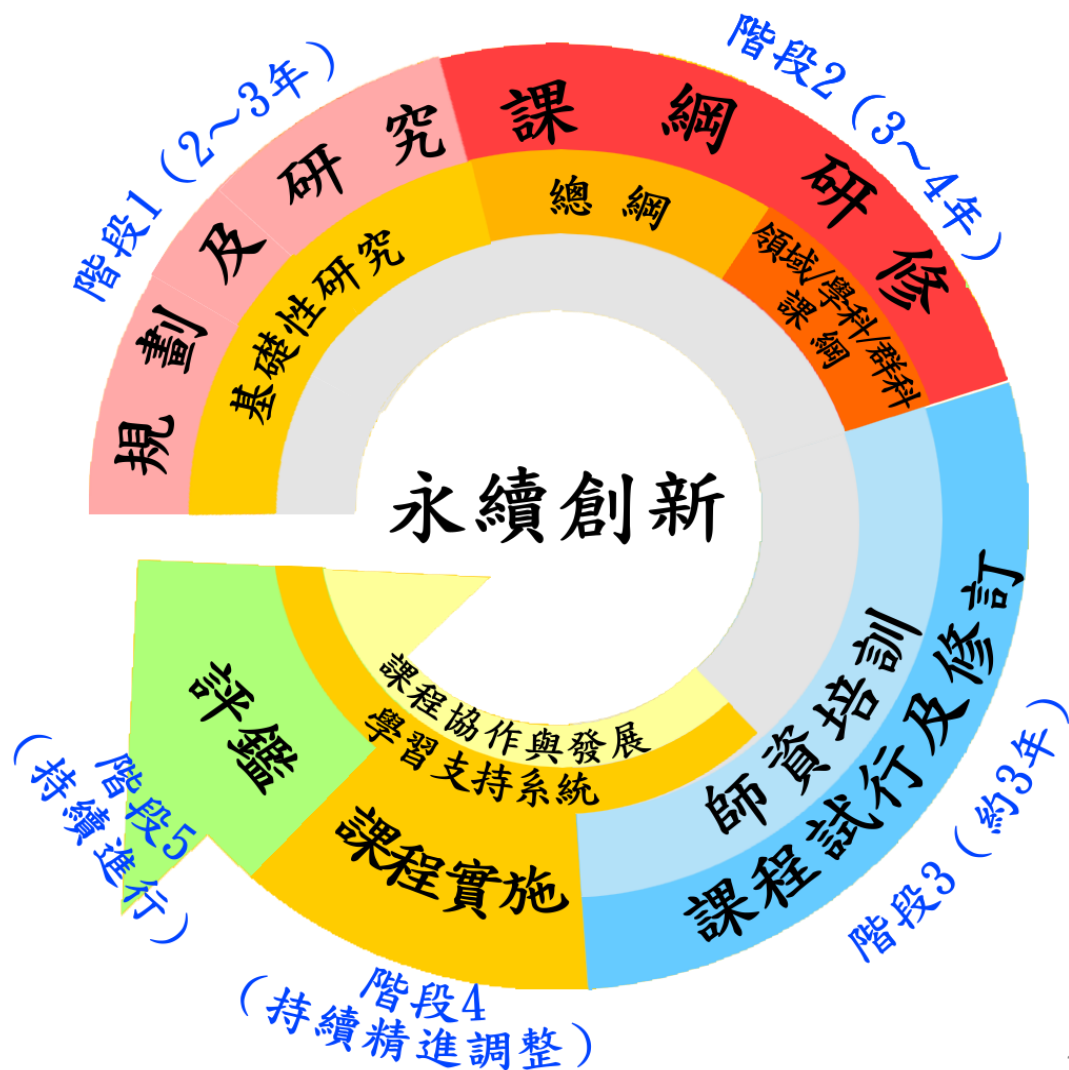 階段1（2～3年）
規劃及研究
基礎性研究
階段2（3～4年）
課綱研修
總綱
領域/學科/群科
課綱
永續創新
階段3（約3年）
課程試行及修訂
師資培訓
階段4
（持續精進調整）
課程實施
學習支持系統
課程協作與發展
階段5
（持續進行）
評鑑